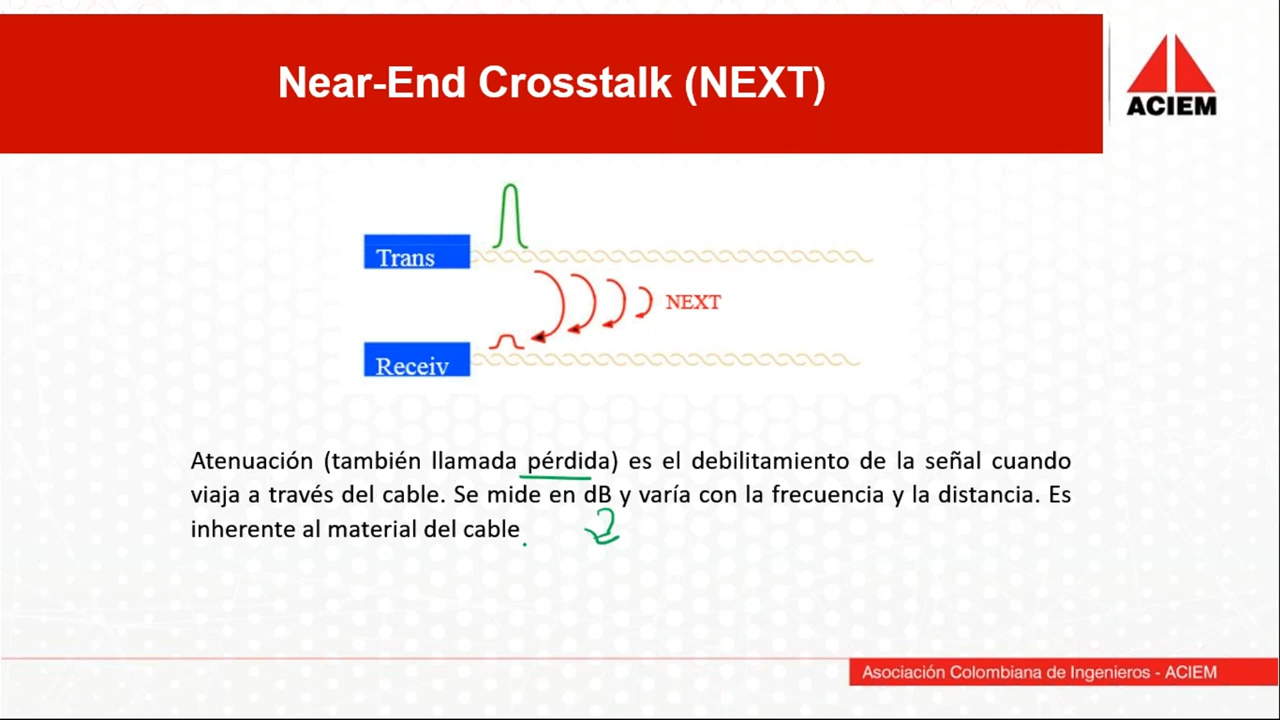 Near-End Crosstalk (NEXT)
ACIEM
Trans
NEXT
Receiv
Atenuación (también llamada pérdida) es el debilitamiento de la señal cuando
viaja a través del cable. Se mide en dB y varía con la frecuencia y la distancia. Es
inherente al material del cable
Asociación Colombiana de Ingenieros - ACIEM